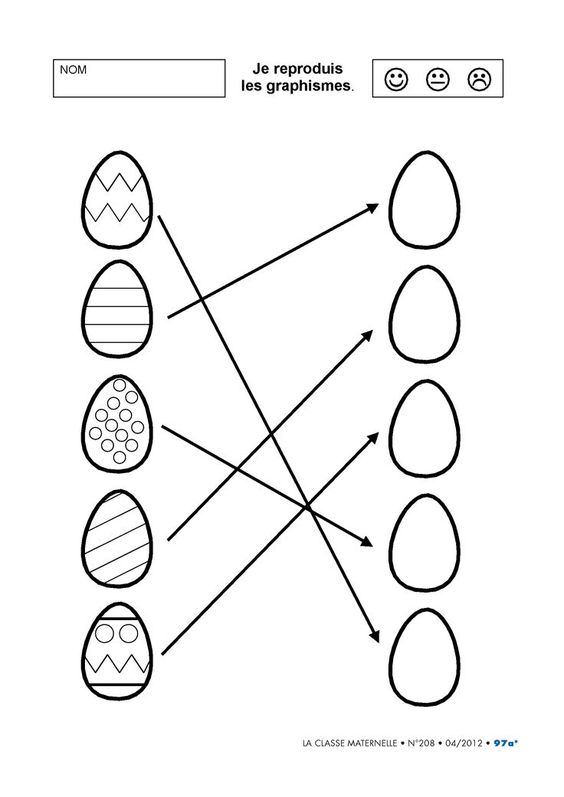 NOM
Je reproduis
les graphismes.
LA CLASSE MATERNELLE • N°208 • 04/2012 • 97a*